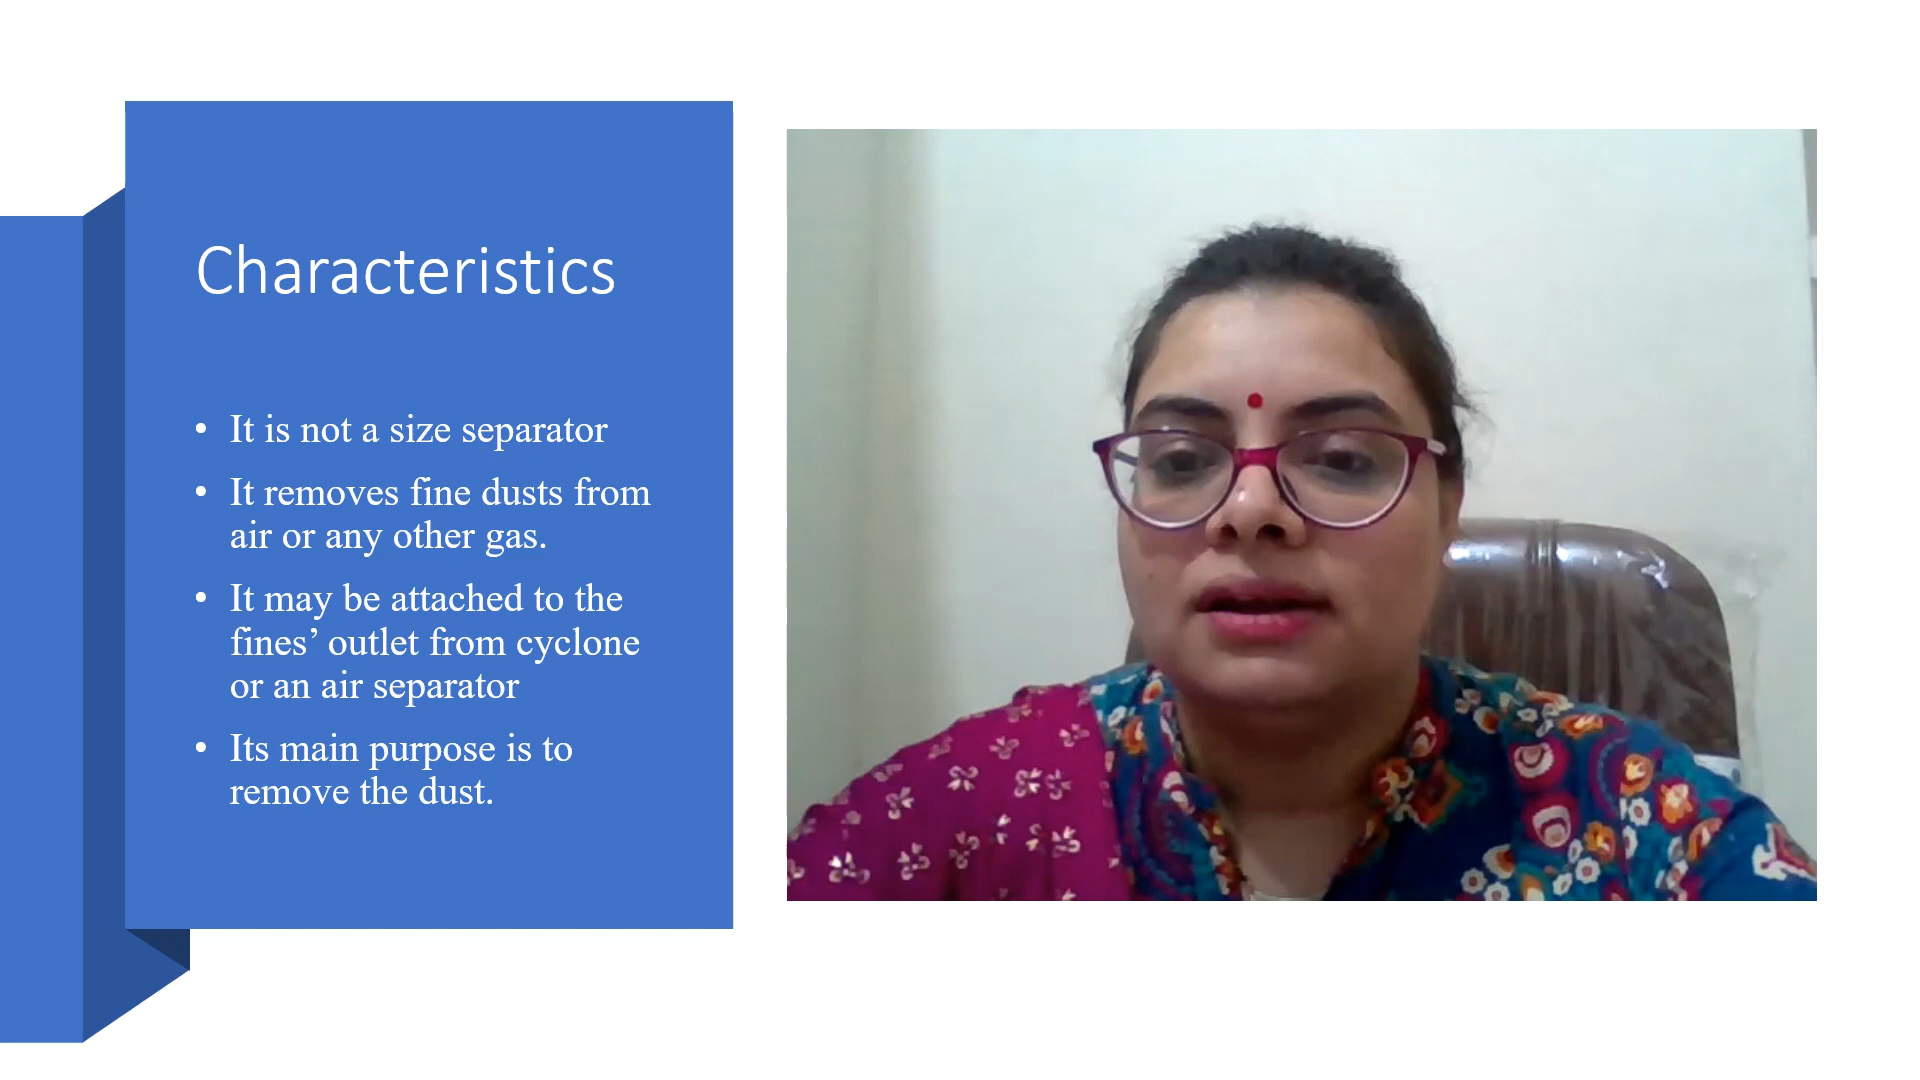 Characteristics
• It is not a size separator
• It removes fine dusts from
air or any other gas.
• It may be attached to the
fines’ outlet from cyclone
or an air separator
• Its main purpose is to
remove the dust.